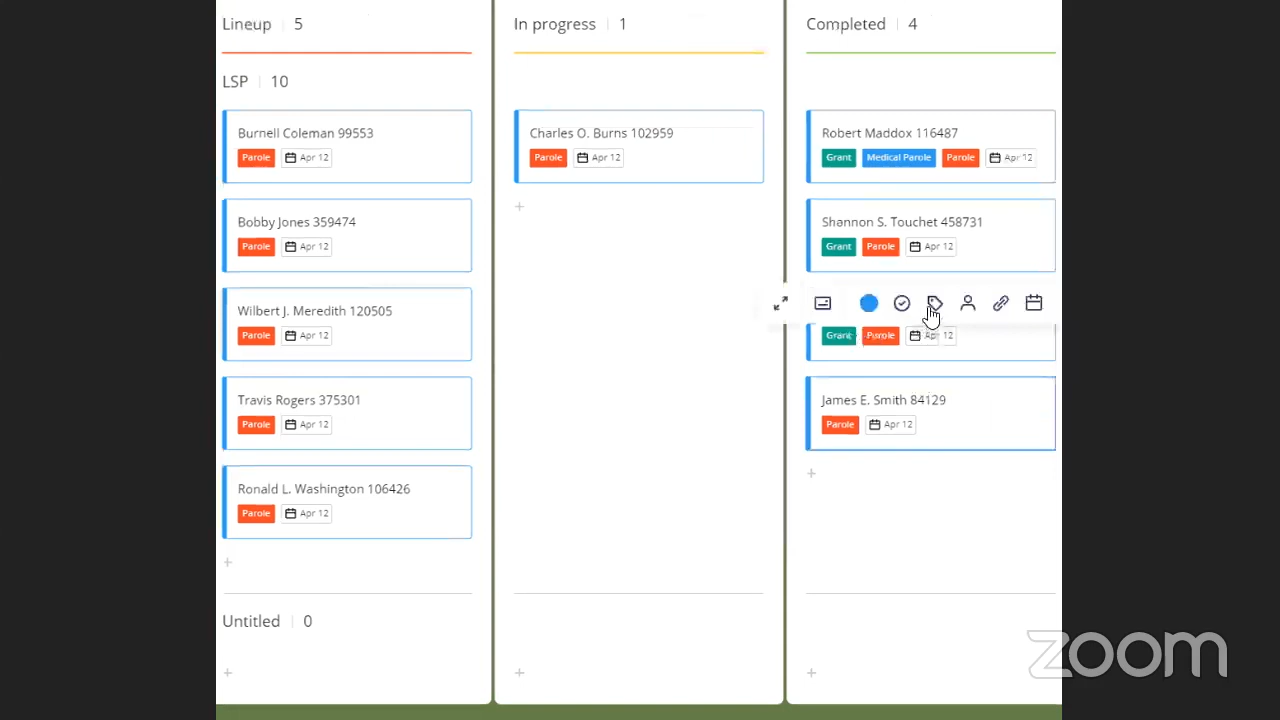 Lineup 5
LSP 10
Burnell Coleman 99553
Parole Apr 12
Bobby Jones 359474
Parole Apr 12
Wilbert J. Meredith 120505
Parole Apr 12
Travis Rogers 375301
Parole Apr 12
Ronald L. Washington 106426
Parole Apr 12
+
Untitled 0
+
In progress 1
Charles O. Burns 102959
Parole Apr 12
+
+
Completed 4
Robert Maddox 116487
Grant Medical Parole Parole Apr 12
Shannon S. Touchet 458731
Grant Parole Apr 12
Grant Parole Apr 12
James E. Smith 84129
Parole Apr 12
+
+
zoom